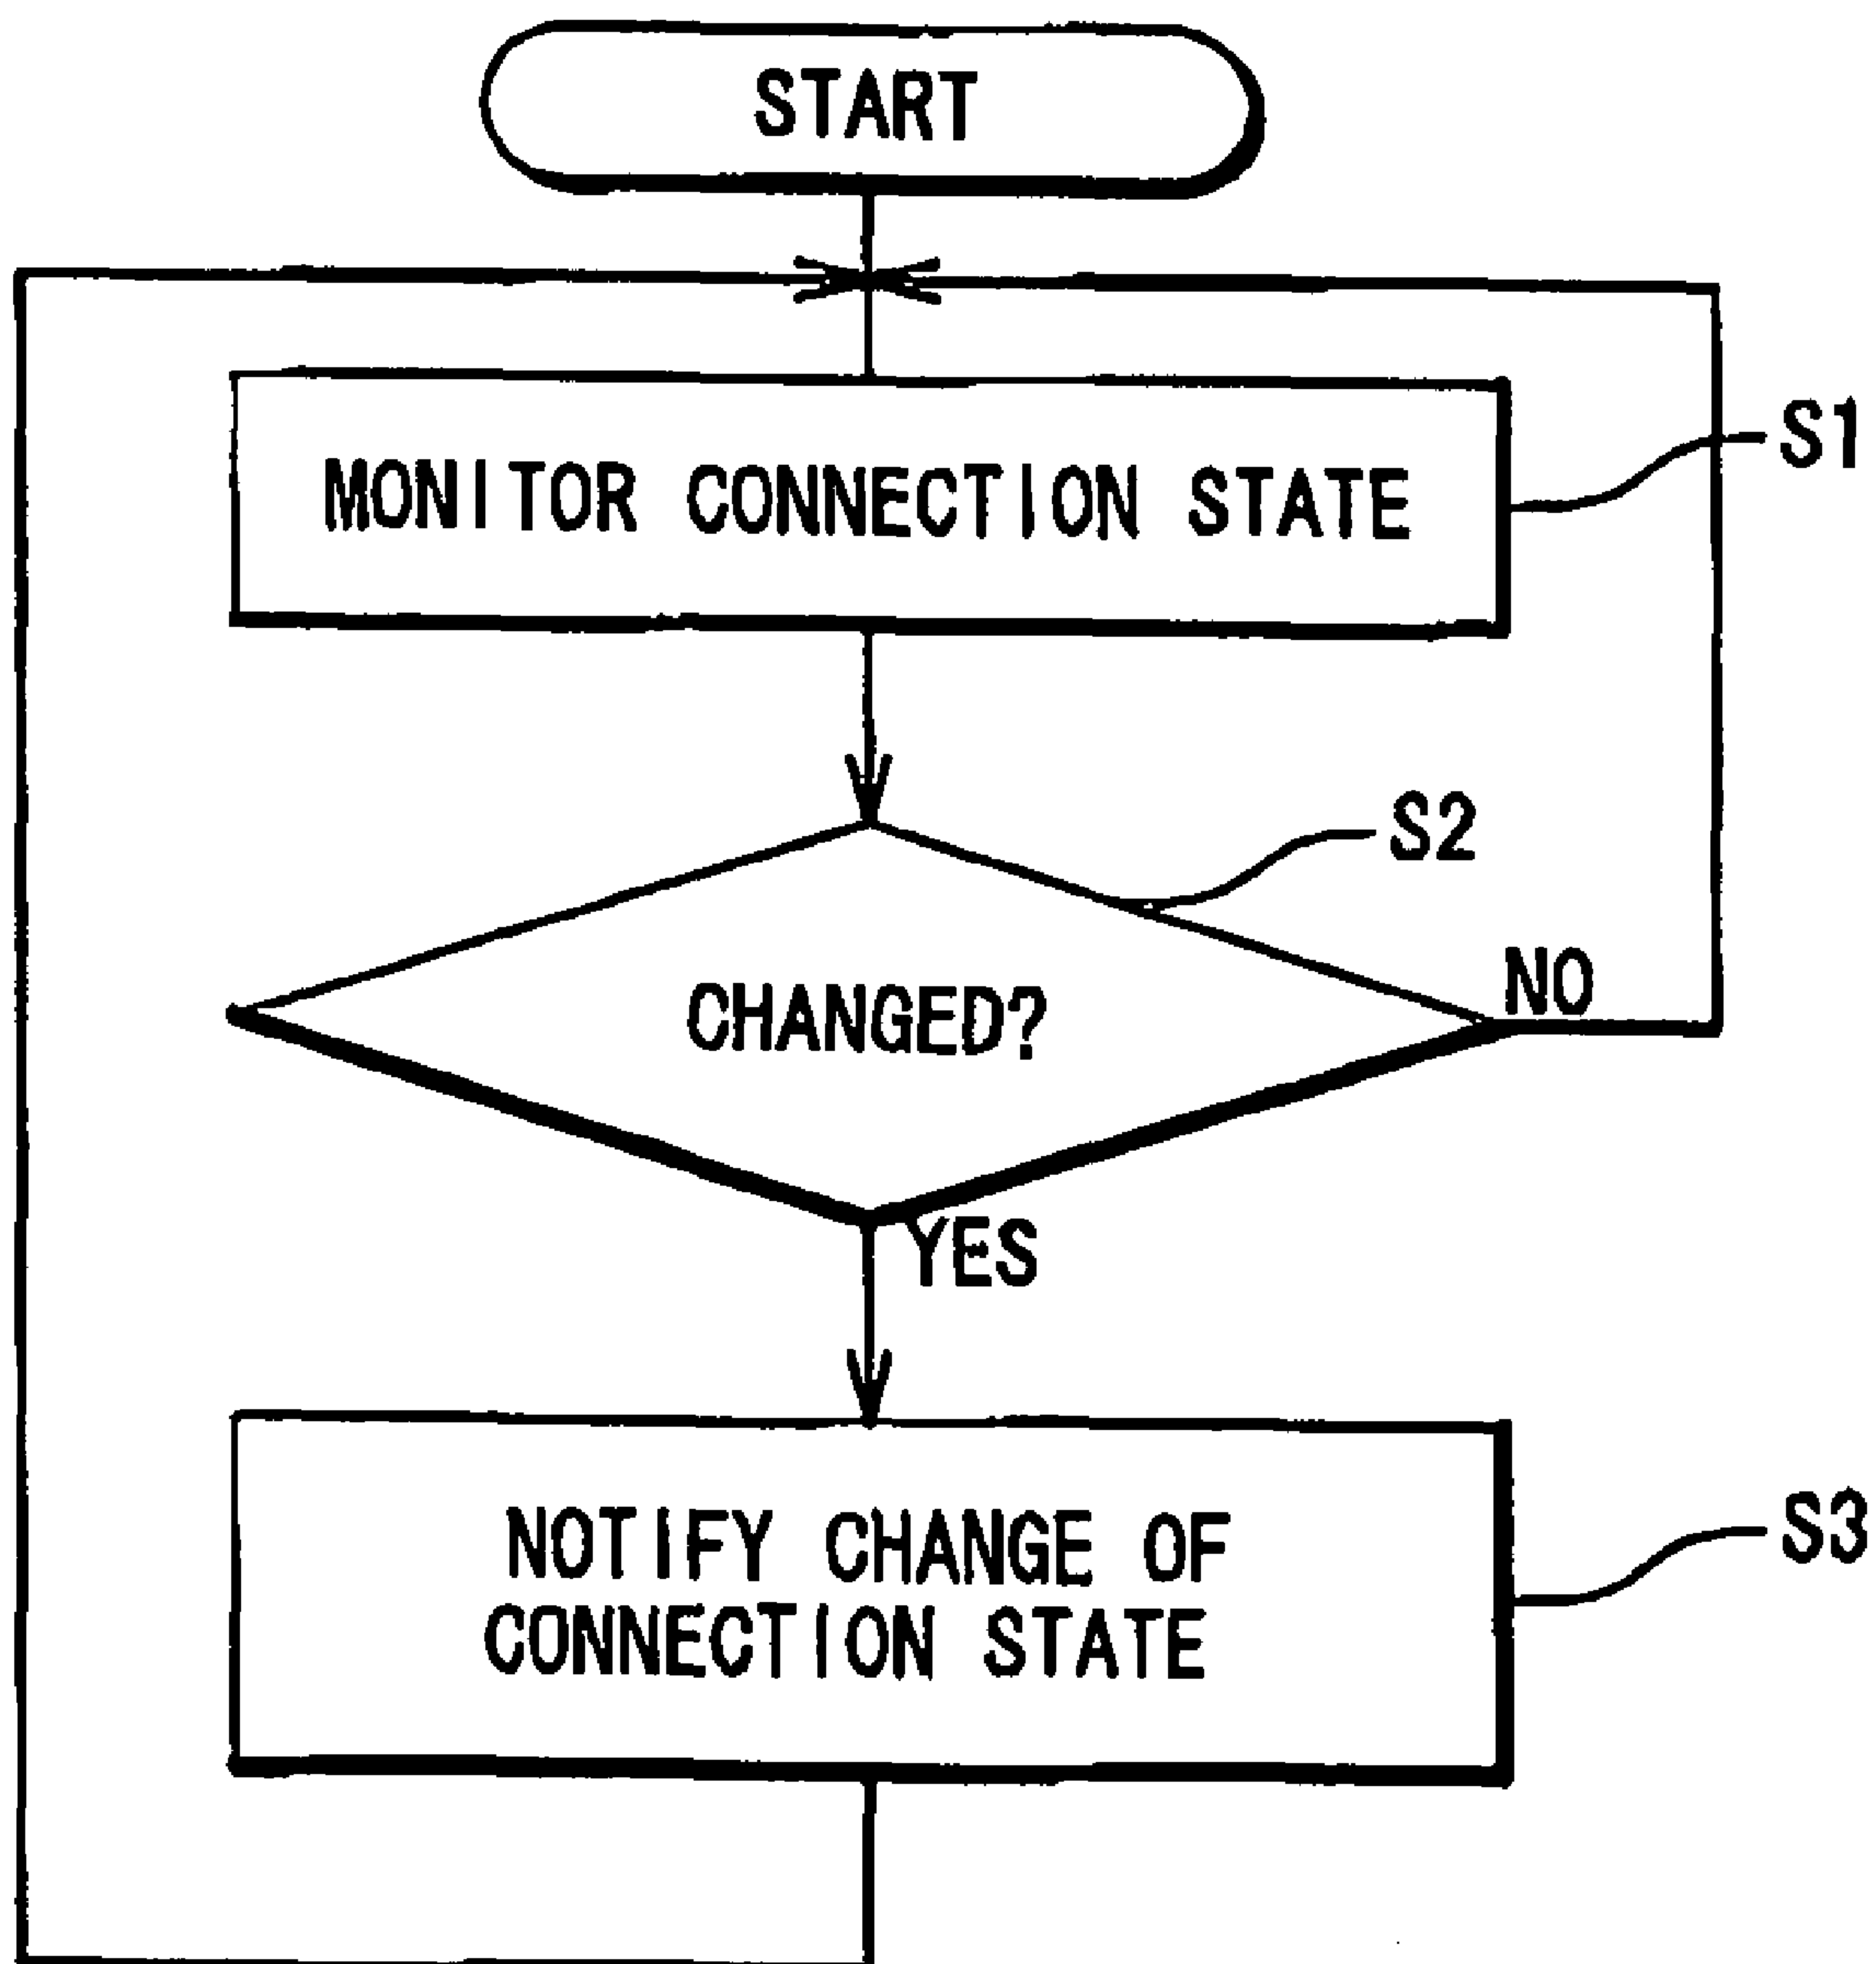 START
MONITOR CONNECTION STATE
S1
S2
CHANGED?
NO
YES
NOTIFY CHANGE OF
CONNECTION STATE
S3